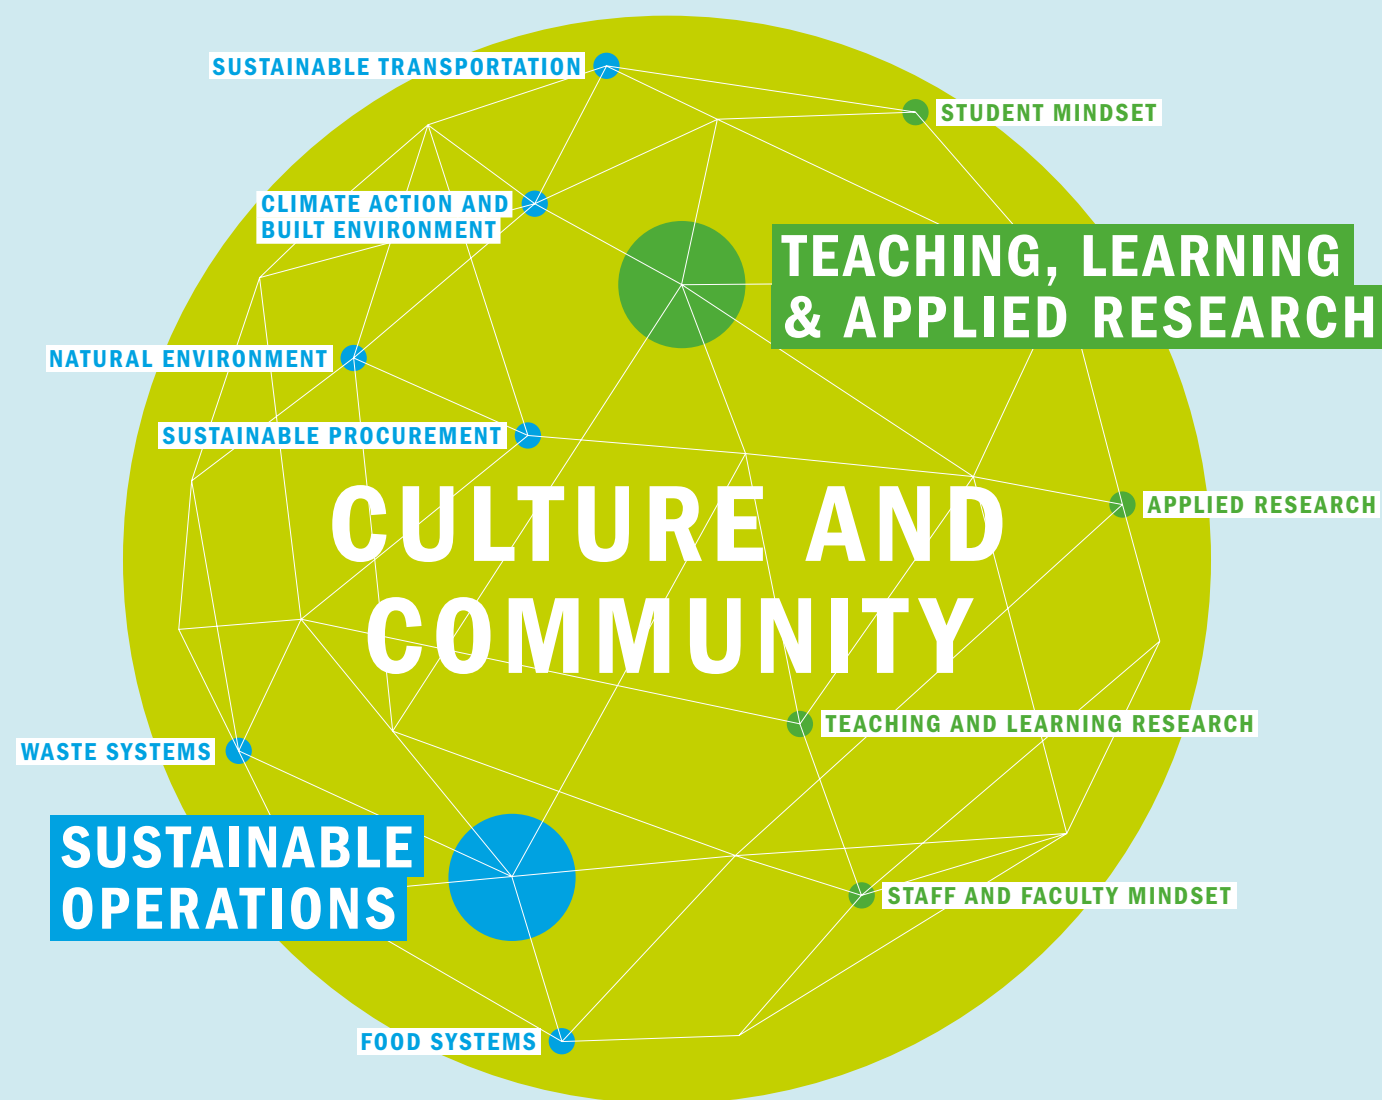 SUSTAINABLE TRANSPORTATION
STUDENT MINDSET
CLIMATE ACTION AND
BUILT ENVIRONMENT
TEACHING, LEARNING
& APPLIED RESEARCH
NATURAL ENVIRONMENT
SUSTAINABLE PROCUREMENT
CULTURE AND
COMMUNITY
APPLIED RESEARCH
TEACHING AND LEARNING RESEARCH
WASTE SYSTEMS
SUSTAINABLE
OPERATIONS
STAFF AND FACULTY MINDSET
FOOD SYSTEMS